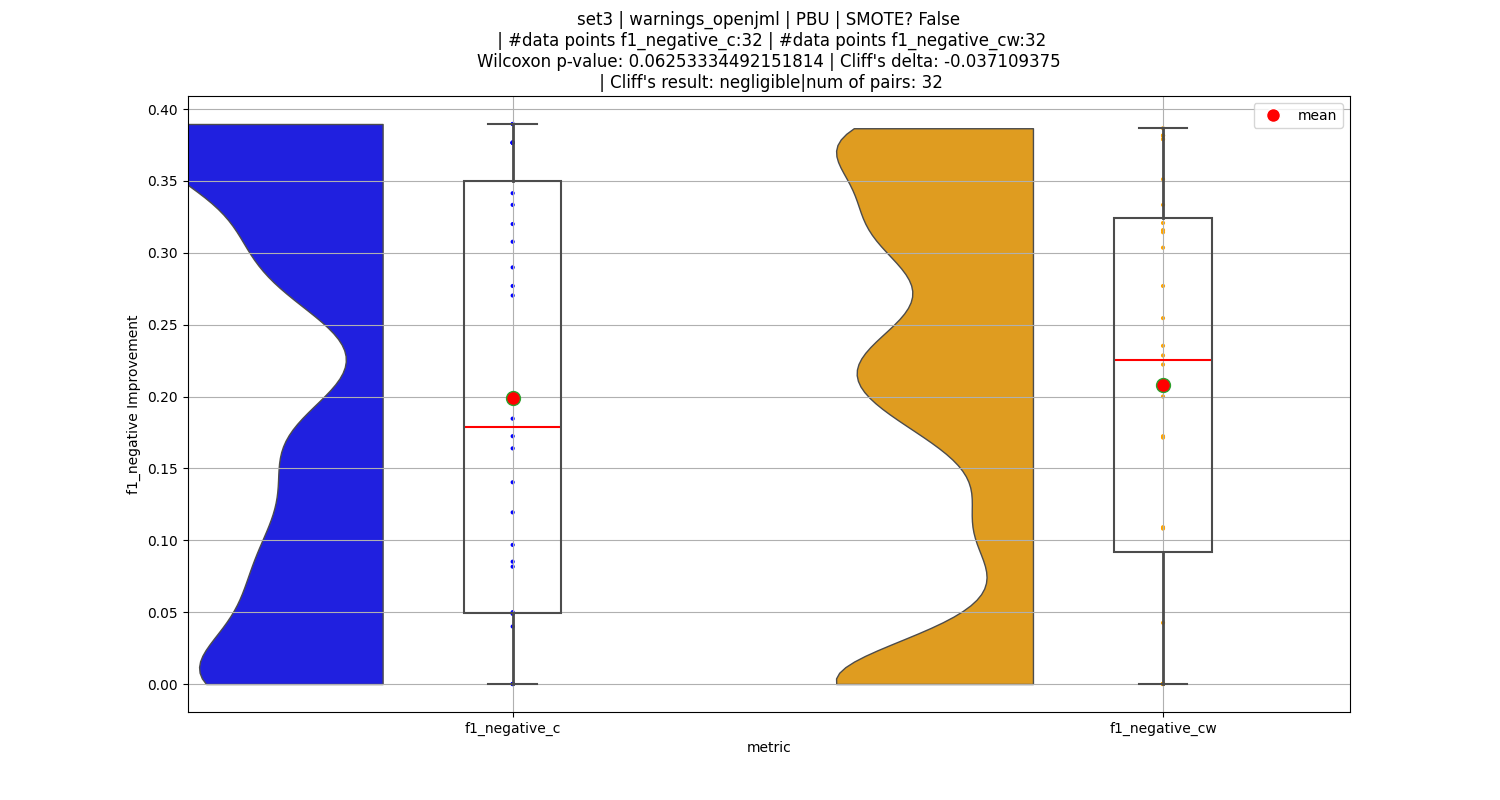 set3 | warnings_openjml | PBU | SMOTE? False
| #data points f1_negative_c:32 | #data points f1_negative_cw:32
Wilcoxon p-value: 0.06253334492151814 | Cliff's delta: -0.037109375
| Cliff's result: negligible|num of pairs: 32
mean
0.40
0.35
0.30
0.25
0.20
0.15
0.10
0.05
0.00
f1_negative Improvement
f1_negative_c
f1_negative_cw
metric